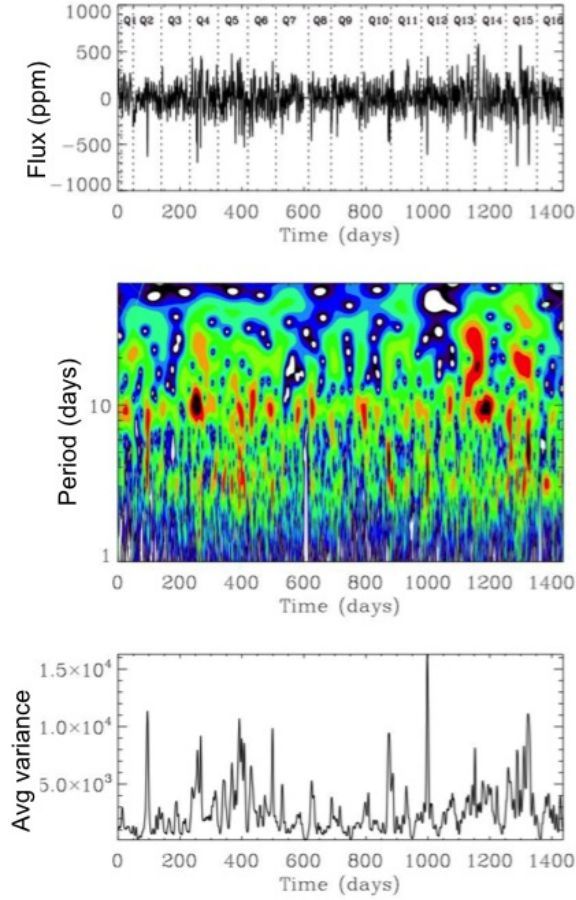 1000
500
0
−500
−1000
Flux (ppm)
Q1 Q2 Q3 Q4 Q5 Q6 Q7 Q8 Q9 Q10 Q11 Q12 Q13 Q14 Q15 Q16
0 200 400 600 800 1000 1200 1400
Time (days)
10
1
Period (days)
0 200 400 600 800 1000 1200 1400
Time (days)
1.5×10⁴
1.0×10⁴
5.0×10³
Avg variance
0 200 400 600 800 1000 1200 1400
Time (days)